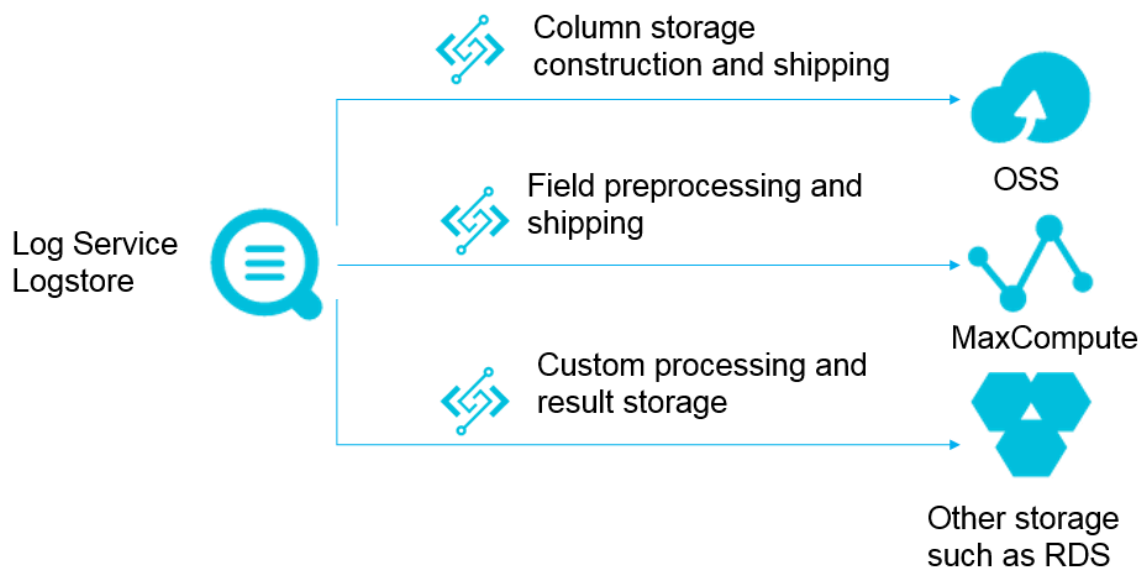 Column storage
construction and shipping
OSS
Field preprocessing and
shipping
Log Service
Logstore
MaxCompute
Custom processing and
result storage
Other storage
such as RDS